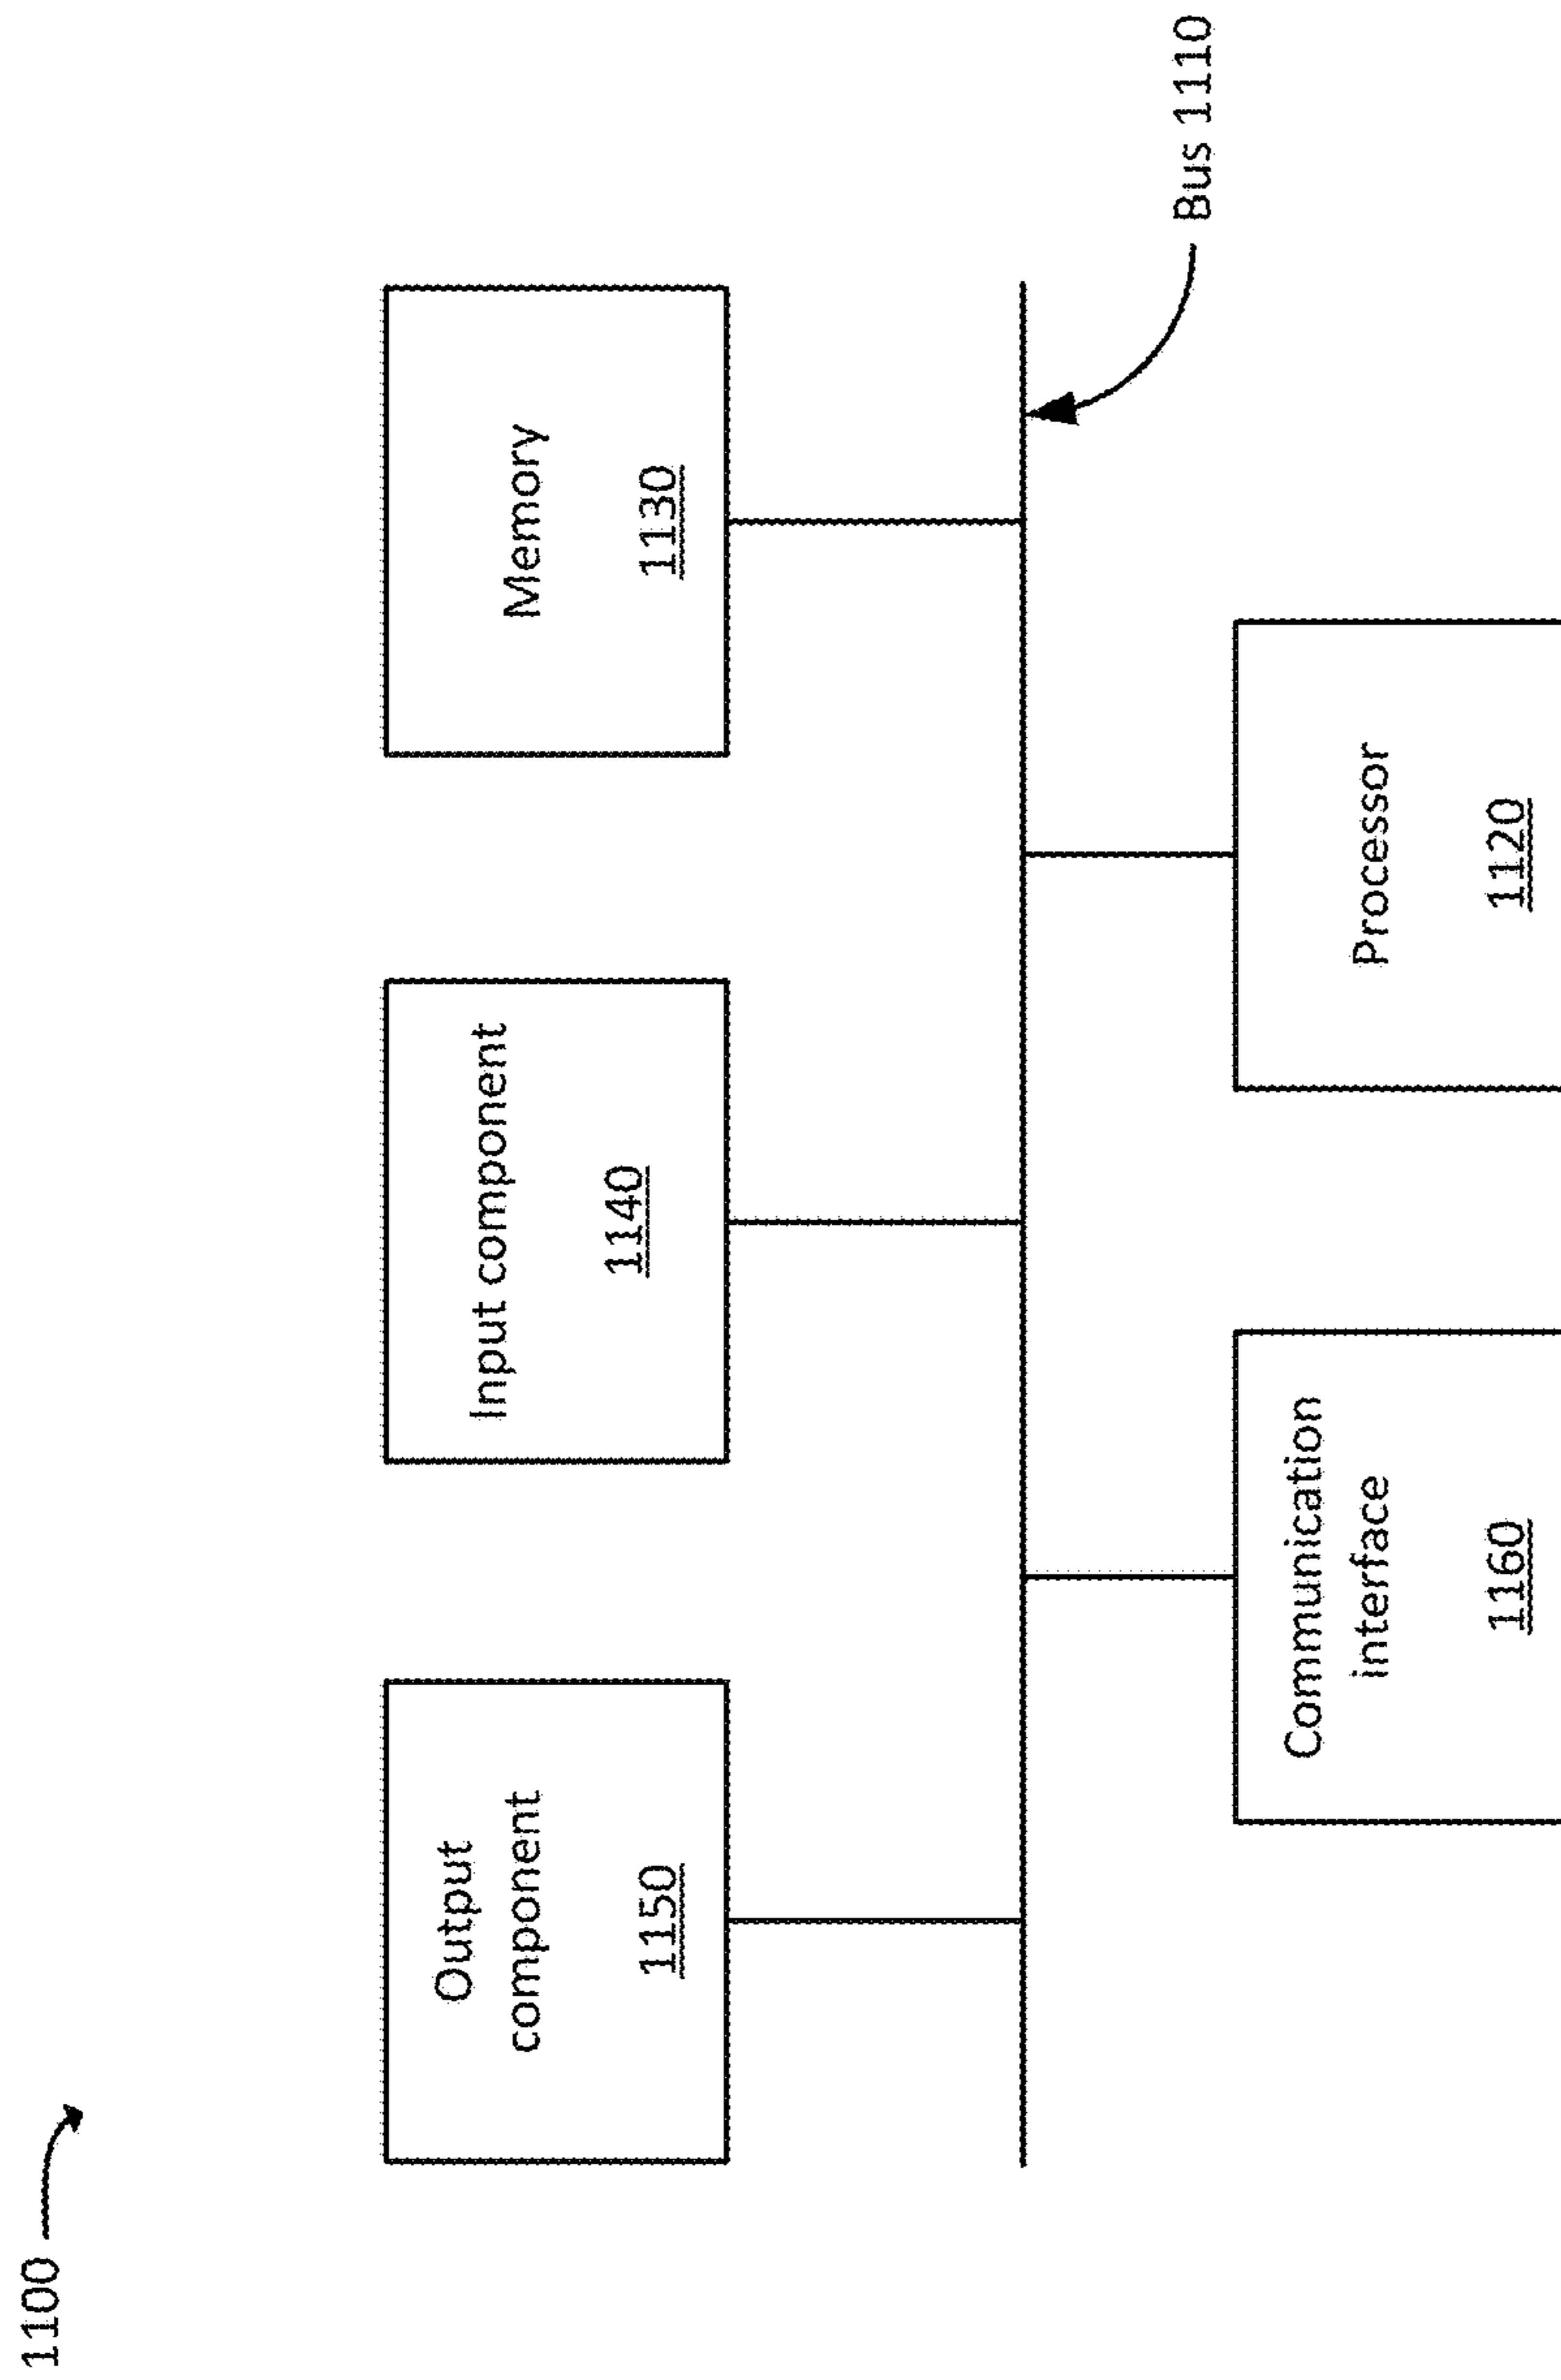 1100
Output
component
1150
Input component
1140
Memory
1130
Bus 1110
Communication
interface
1160
Processor
1120